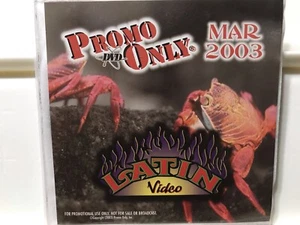 PROMO
DVD
ONLY®
MAR
2003
LATIN
Video
FOR PROMOTIONAL USE ONLY. NOT FOR SALE OR BROADCAST.